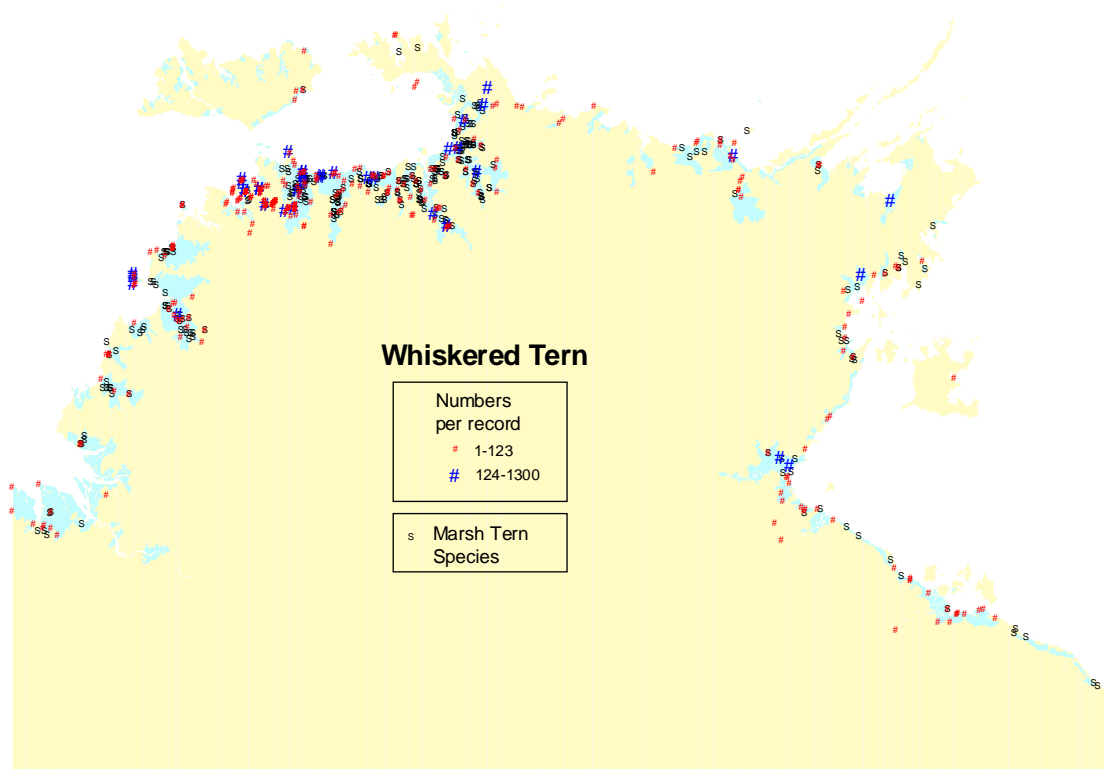 Whiskered Tern
Numbers
per record
# 1-123
# 124-1300
s Marsh Tern
Species